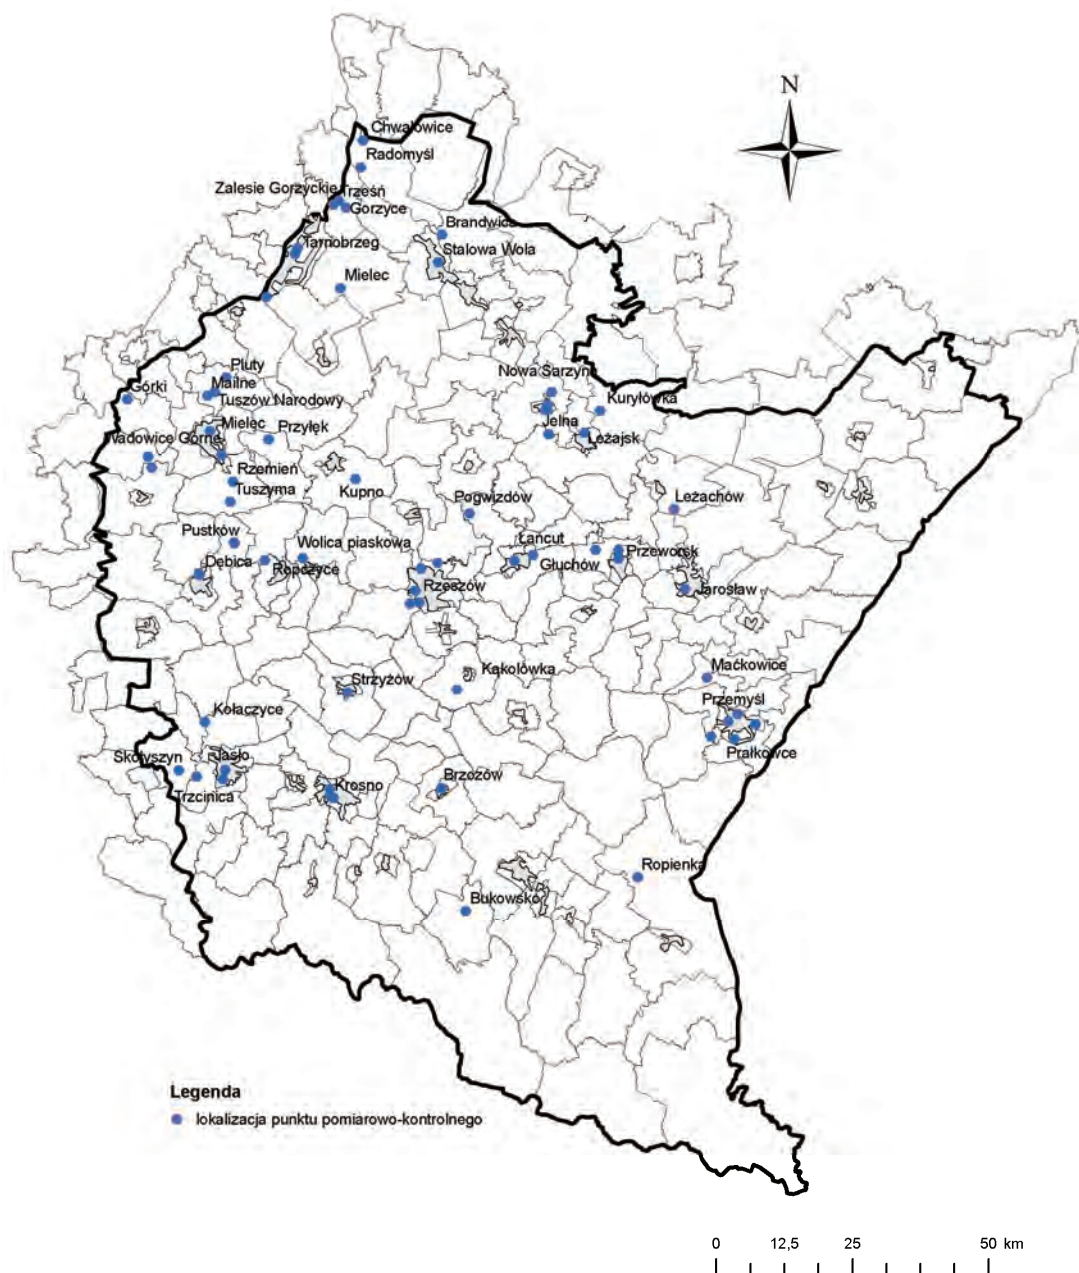 N
Chwałowice
Radomyśl
Zalesie Gorzyckie
Trześń
Gorzyce
Brandwica
Tarnobrzeg
Stalowa Wola
Mielec
Pluty
Górki
Maline
Tuszów Narodowy
Nowa Sarzyna
Kuryłówka
Mielec
Przyłęk
Jelna
Leżajsk
Wadowice Górne
Rzemień
Tuszyma
Kupno
Pogwizdów
Leżachów
Pustków
Wolica piaskowa
Łańcut
Głuchów
Przeworsk
Dębica
Ropczyce
Rzeszów
Jarosław
Strzyżów
Kąkolówka
Maćkowice
Przemyśl
Kołaczyce
Prałkowce
Skołyszyn
Jasło
Trzcinica
Krosno
Brzozów
Ropienka
Bukowsko
Legenda
lokalizacja punktu pomiarowo-kontrolnego
0 12,5 25 50 km